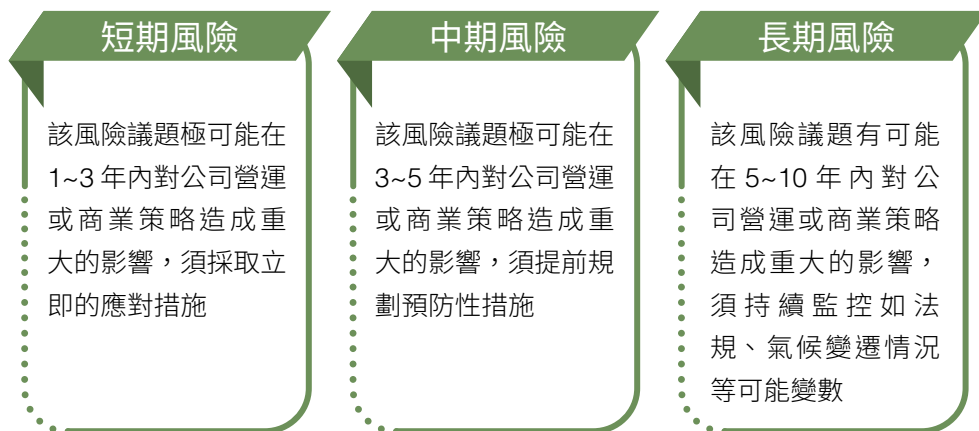 短期風險
該風險議題極可能在
1~3 年內對公司營運
或商業策略造成重
大的影響，須採取立
即的應對措施
中期風險
該風險議題極可能在
3~5 年內對公司營運
或商業策略造成重
大的影響，須提前規
劃預防性措施
長期風險
該風險議題有可能
在 5~10 年內對公
司營運或商業策略
造成重大的影響，
須持續監控如法
規、氣候變遷情況
等可能變數